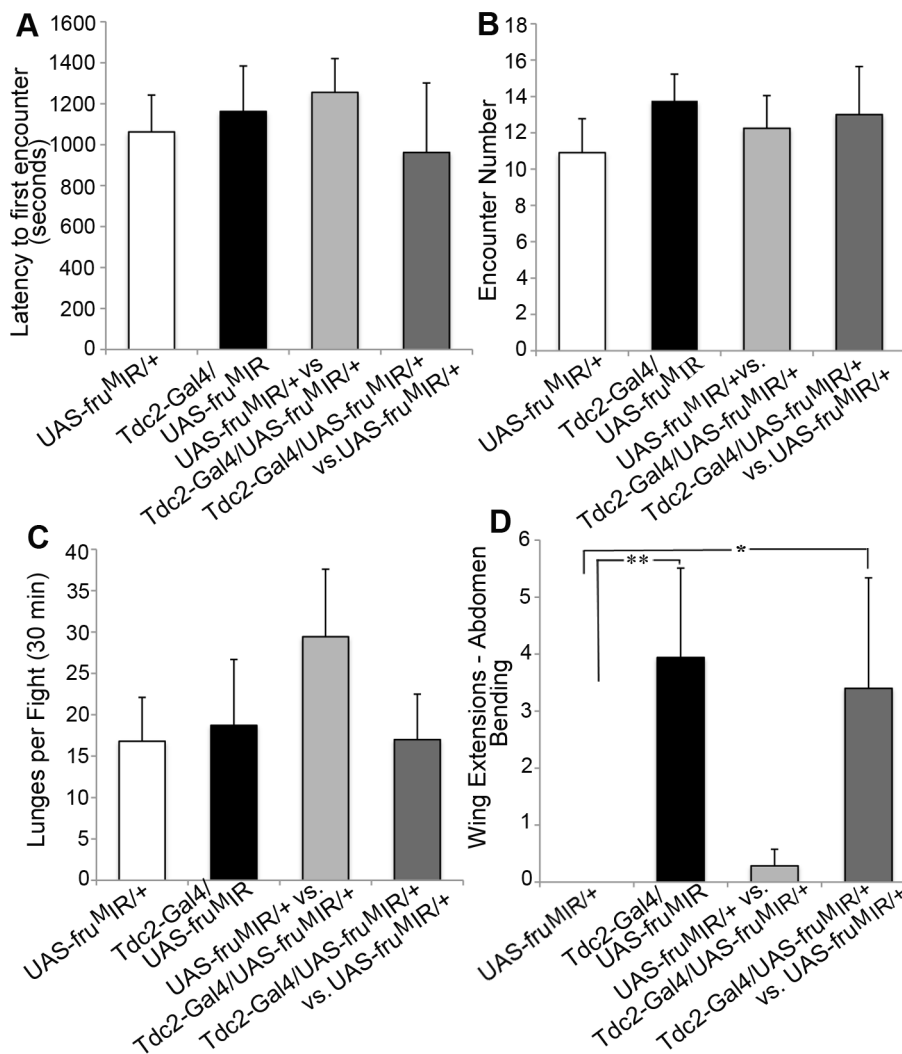 A
Latency to first encounter
(seconds)
1600
1400
1200
1000
800
600
400
200
0
UAS-fruᴹIR/+
Tdc2-Gal4/
UAS-fruᴹIR
UAS-fruᴹIR/+ vs
Tdc2-Gal4/UAS-fruᴹIR/+
Tdc2-Gal4/UAS-fruᴹIR/+
vs.UAS-fruᴹIR/+
B
Encounter Number
18
16
14
12
10
8
6
4
2
0
UAS-fruᴹIR/+
Tdc2-Gal4/
UAS-fruᴹIR
UAS-fruᴹIR/+vs.
Tdc2-Gal4/UAS-fruᴹIR/+
Tdc2-Gal4/UAS-fruᴹIR/+
vs. UAS-fruᴹIR/+
C
Lunges per Fight (30 min)
40
35
30
25
20
15
10
5
0
UAS-fruᴹIR/+
Tdc2-Gal4/
UAS-fruᴹIR
UAS-fruᴹIR/+ vs.
Tdc2-Gal4/UAS-fruᴹIR/+
Tdc2-Gal4/UAS-fruᴹIR/+
vs. UAS-fruᴹIR/+
D
Wing Extensions - Abdomen
Bending
6
5
4
3
2
1
0
*
**
UAS-fruᴹIR/+
Tdc2-Gal4/
UAS-fruᴹIR
UAS-fruᴹIR/+ vs.
Tdc2-Gal4/UAS-fruᴹIR/+
Tdc2-Gal4/UAS-fruᴹIR/+
vs. UAS-fruᴹIR/+